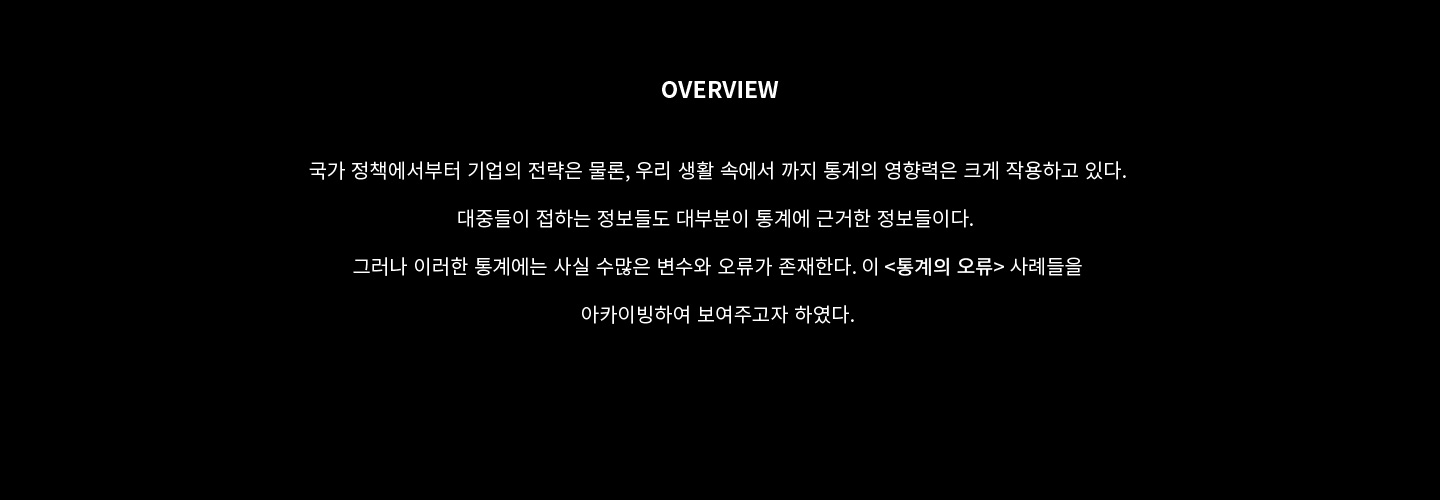 OVERVIEW
국가 정책에서부터 기업의 전략은 물론, 우리 생활 속에서 까지 통계의 영향력은 크게 작용하고 있다.
대중들이 접하는 정보들도 대부분이 통계에 근거한 정보들이다.
그러나 이러한 통계에는 사실 수많은 변수와 오류가 존재한다. 이 <통계의 오류> 사례들을
아카이빙하여 보여주고자 하였다.